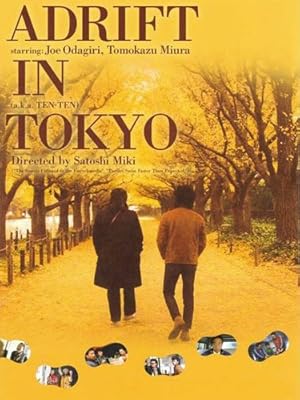 ADRIFT
starring: Joe Odagiri, Tomokazu Miura
IN
(a.k.a. TEN-TEN)
TOKYO
Directed by Satoshi Miki